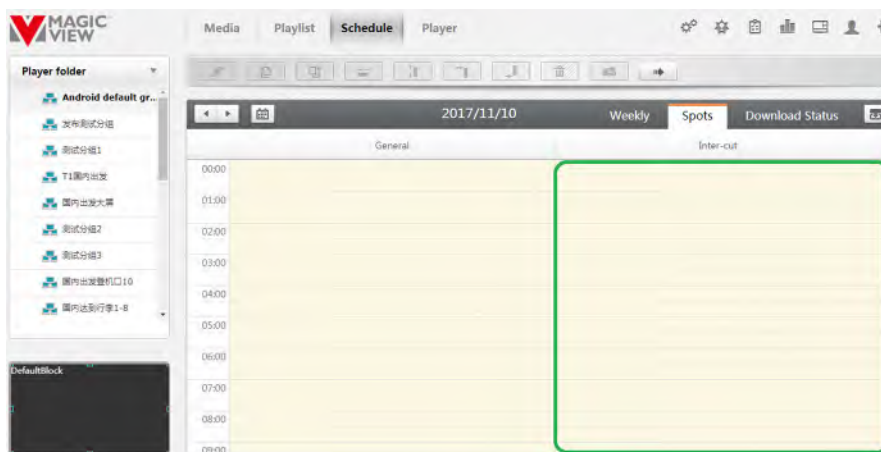 MAGIC
VIEW
Media Playlist Schedule Player
Player folder
Android default gr...
发布测试分组
测试分组1
T1国内出发
国内出发大屏
测试分组2
测试分组3
国内出发登机口10
国内达到行李1-8
DefaultBlock
2017/11/10 Weekly Spots Download Status
General Inter-cut
00:00
01:00
02:00
03:00
04:00
05:00
06:00
07:00
08:00
09:00